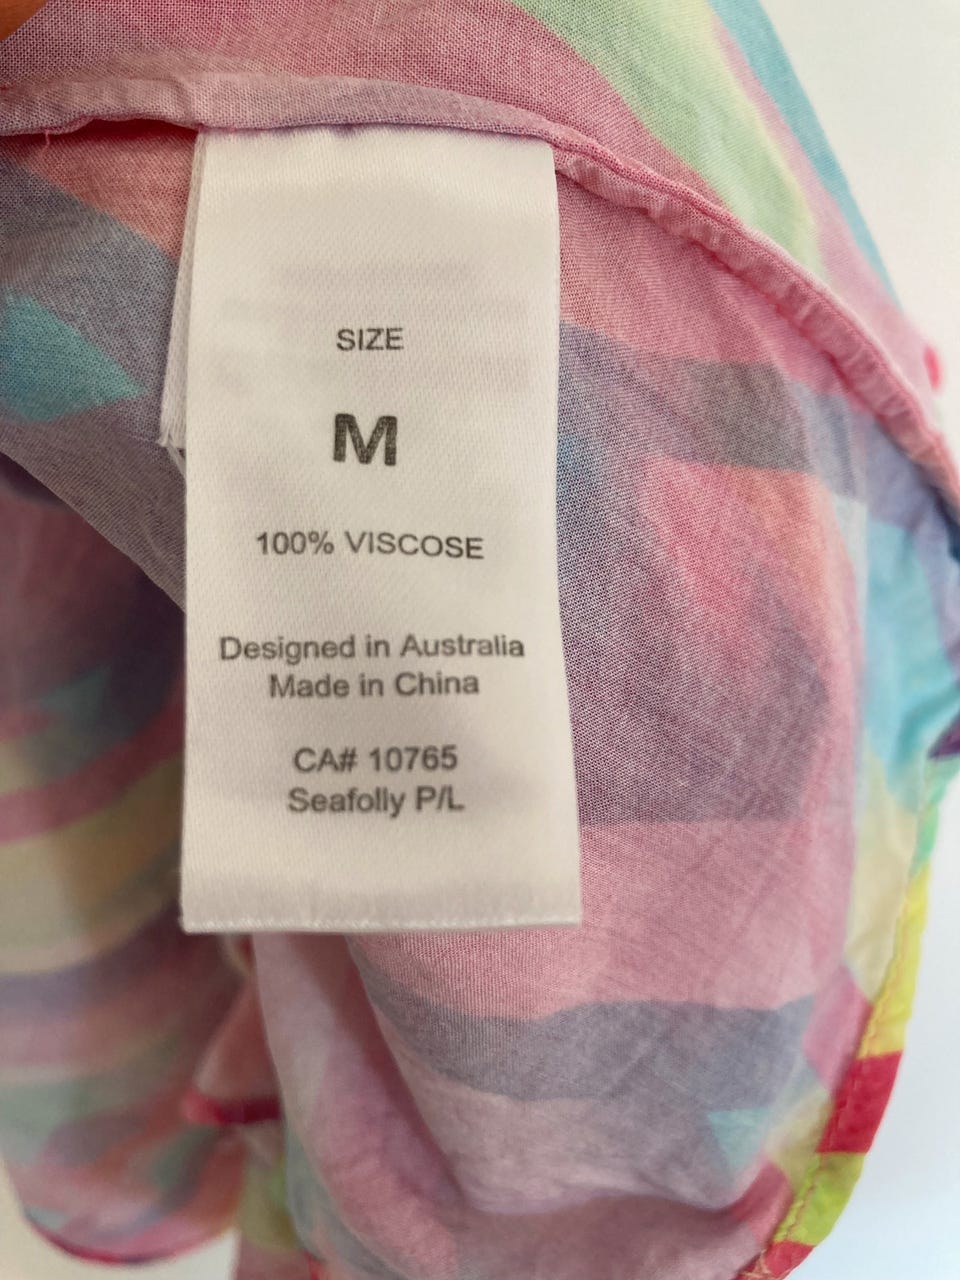 SIZE
M
100% VISCOSE
Designed in Australia
Made in China
CA# 10765
Seafolly P/L